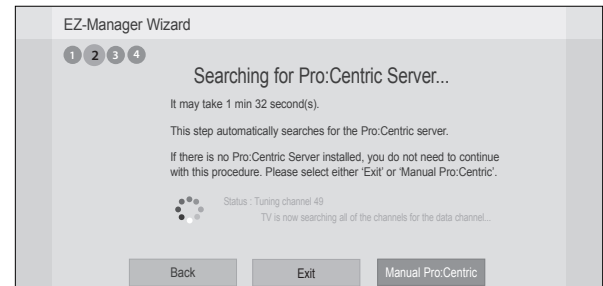 EZ-Manager Wizard
1 2 3 4
Searching for Pro:Centric Server...
It may take 1 min 32 second(s).
This step automatically searches for the Pro:Centric server.
If there is no Pro:Centric Server installed, you do not need to continue
with this procedure. Please select either ‘Exit’ or ‘Manual Pro:Centric’.
Status : Tuning channel 49
TV is now searching all of the channels for the data channel...
Back Exit Manual Pro:Centric